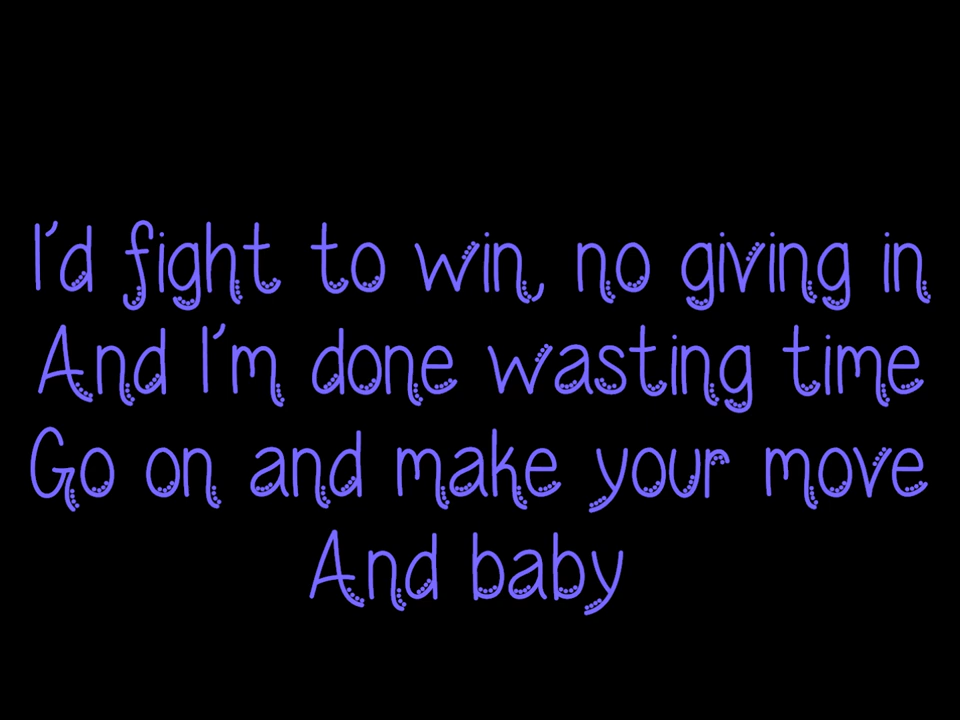 I'd fight to win, no giving in
And I'm done wasting time
Go on and make your move
And baby